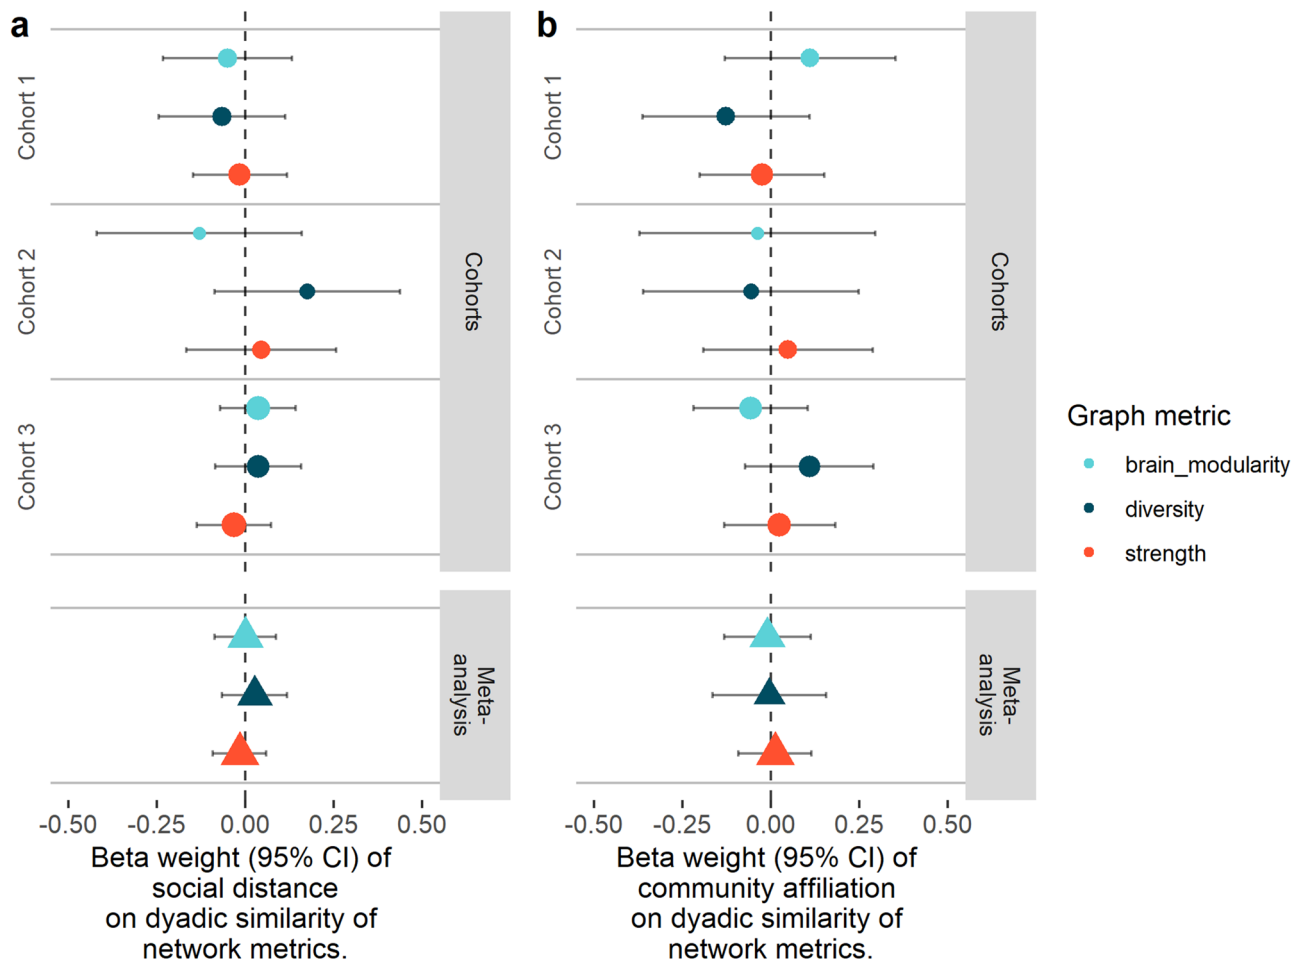 a
Cohort 1
Cohort 2
Cohort 3
Cohorts
Meta-
analysis
-0.50
-0.25
0.00
0.25
0.50
Beta weight (95% CI) of
social distance
on dyadic similarity of
network metrics.
b
Cohort 1
Cohort 2
Cohort 3
Cohorts
Meta-
analysis
-0.50
-0.25
0.00
0.25
0.50
Beta weight (95% CI) of
community affiliation
on dyadic similarity of
network metrics.
Graph metric
brain_modularity
diversity
strength